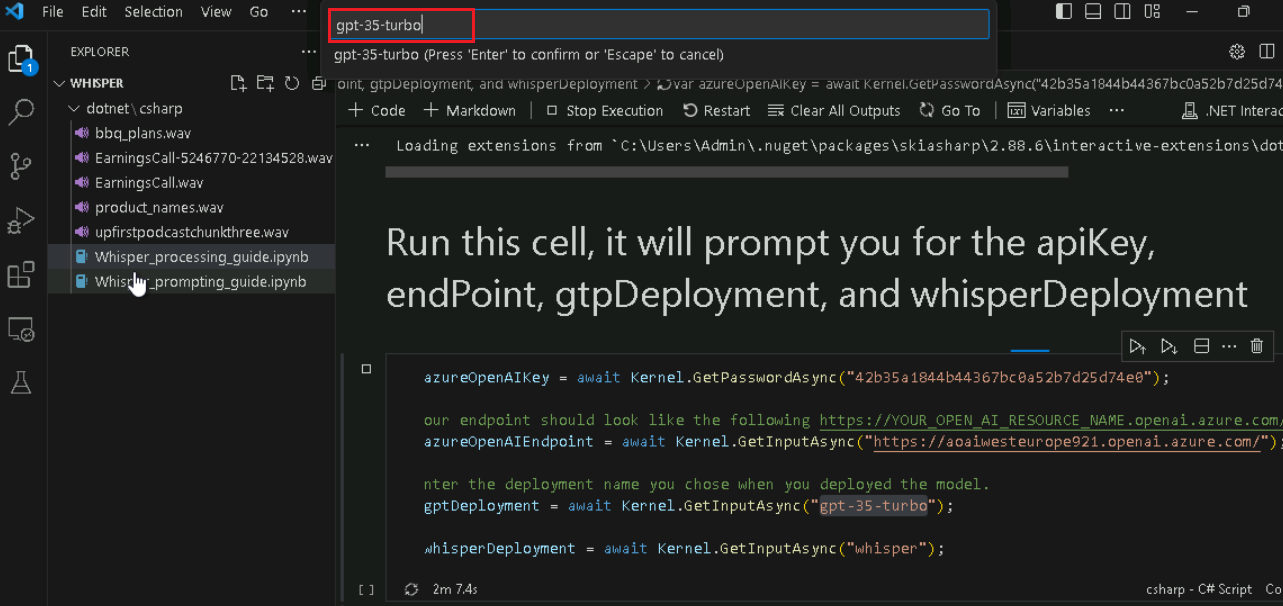 File Edit Selection View Go ···
gpt-35-turbo
gpt-35-turbo (Press 'Enter' to confirm or 'Escape' to cancel)
EXPLORER ···
1
WHISPER
dotnet\csharp
bbq_plans.wav
EarningsCall-5246770-22134528.wav
EarningsCall.wav
product_names.wav
upfirstpodcastchunkthree.wav
Whisper_processing_guide.ipynb
Whisper_prompting_guide.ipynb
oint, gtpDeployment, and whisperDeployment > var azureOpenAIKey = await Kernel.GetPasswordAsync("42b35a1844b44367bc0a52b7d25d74
+ Code + Markdown Stop Execution Restart Clear All Outputs Go To Variables ··· .NET Interac
··· Loading extensions from `C:\Users\Admin\.nuget\packages\skiasharp\2.88.6\interactive-extensions\dot
Run this cell, it will prompt you for the apiKey,
endPoint, gtpDeployment, and whisperDeployment
azureOpenAIKey = await Kernel.GetPasswordAsync("42b35a1844b44367bc0a52b7d25d74e0");
our endpoint should look like the following https://YOUR_OPEN_AI_RESOURCE_NAME.openai.azure.com/
azureOpenAIEndpoint = await Kernel.GetInputAsync("https://aoaiwesteurope921.openai.azure.com/");
nter the deployment name you chose when you deployed the model.
gptDeployment = await Kernel.GetInputAsync("gpt-35-turbo");
whisperDeployment = await Kernel.GetInputAsync("whisper");
[ ] 2m 7.4s csharp - C# Script Co